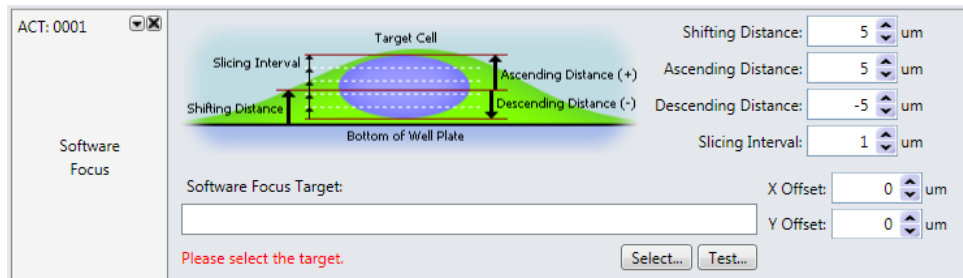 ACT: 0001
Software
Focus
Target Cell
Slicing Interval
Ascending Distance (+)
Shifting Distance
Descending Distance (-)
Bottom of Well Plate
Shifting Distance: 5 um
Ascending Distance: 5 um
Descending Distance: -5 um
Slicing Interval: 1 um
Software Focus Target:
X Offset: 0 um
Y Offset: 0 um
Please select the target.
Select... Test...